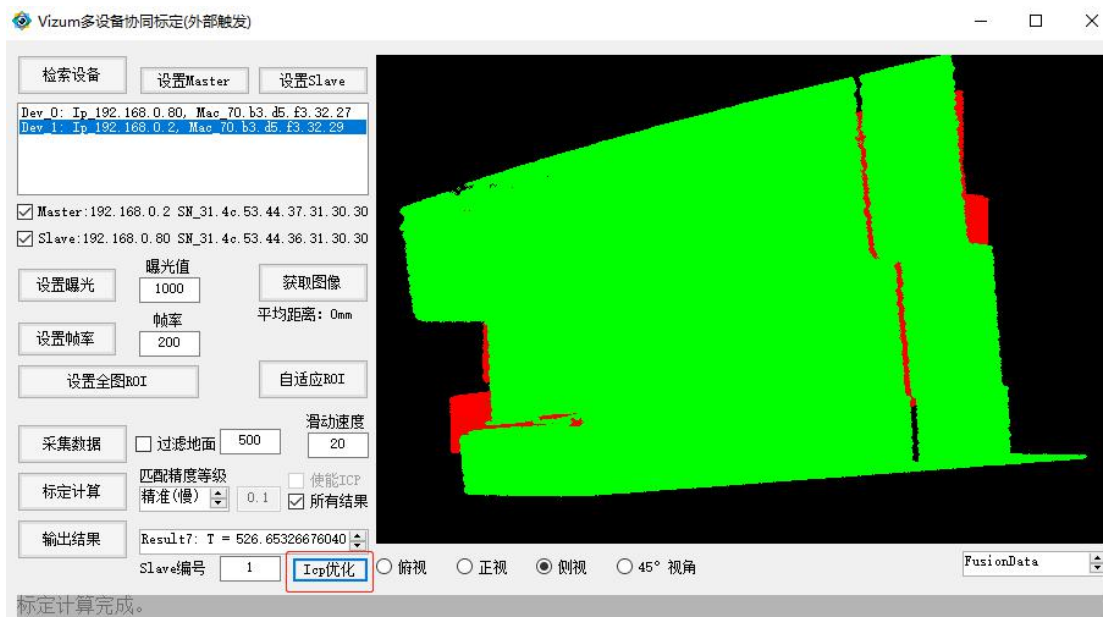 Vizum多设备协同标定(外部触发)
检索设备
设置Master
设置Slave
Dev_0: Ip_192.168.0.80, Mac_70.b3.d5.f3.32.27
Dev_1: Ip_192.168.0.2, Mac_70.b3.d5.f3.32.29
Master:192.168.0.2 SN_31.4c.53.44.37.31.30.30
Slave:192.168.0.80 SN_31.4c.53.44.36.31.30.30
设置曝光
曝光值
1000
获取图像
平均距离: 0mm
设置帧率
帧率
200
设置全图ROI
自适应ROI
采集数据
过滤地面
500
滑动速度
20
标定计算
匹配精度等级
精准(慢)
0.1
使能ICP
所有结果
输出结果
Result7: T = 526.65326676040
Slave编号
1
Icp优化
俯视
正视
侧视
45° 视角
FusionData
标定计算完成。